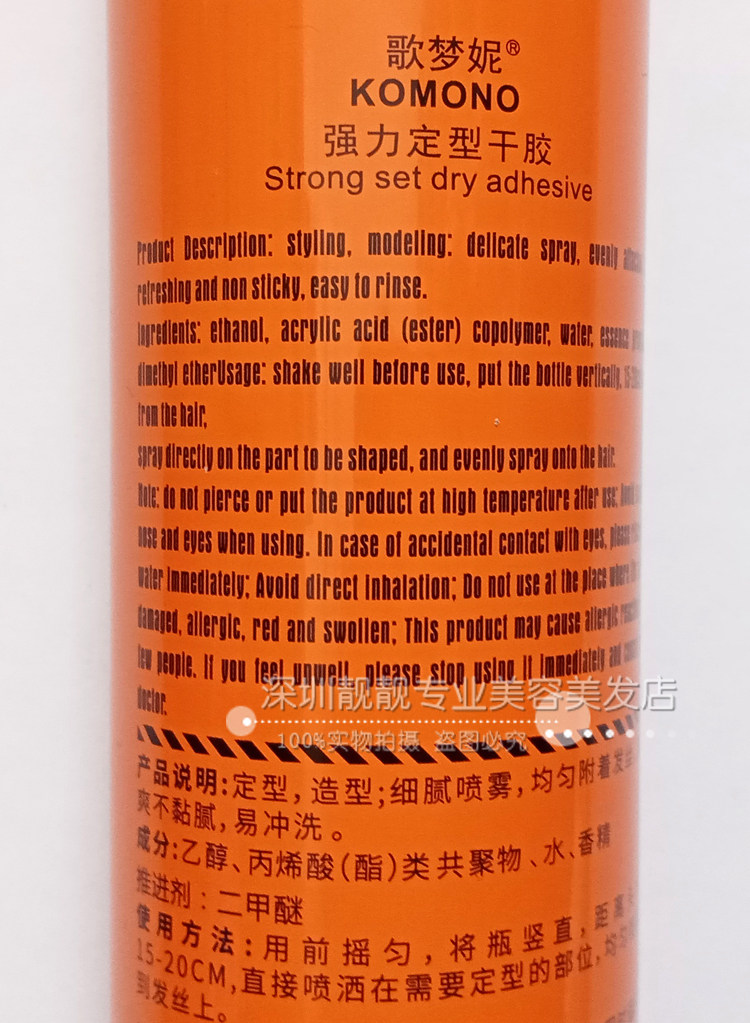 歌梦妮®
KOMONO
强力定型干胶
Strong set dry adhesive
Product Description: styling, modeling: delicate spray, evenly
refreshing and non sticky, easy to rinse.
Ingredients: ethanol, acrylic acid (ester) copolymer, water, essence
dimethyl etherUsage: shake well before use, put the bottle vertically,
from the hair,
spray directly on the part to be shaped, and evenly spray onto the hair.
Note: do not pierce or put the product at high temperature after use;
nose and eyes when using. In case of accidental contact with eyes, please
water immediately; Avoid direct inhalation; Do not use at the place where
damaged, allergic, red and swollen; This product may cause allergic
few people. If you feel unwell, please stop using it immediately and
doctor.
深圳靓靓专业美容美发店
100%实物拍摄 盗图必究
产品说明:定型，造型;细腻喷雾，均匀附着发丝
爽不黏腻，易冲洗。
成分:乙醇、丙烯酸(酯)类共聚物、水、香精
推进剂：二甲醚
使用方法:用前摇匀，将瓶竖直，距离
15-20CM,直接喷洒在需要定型的部位,均匀
到发丝上。